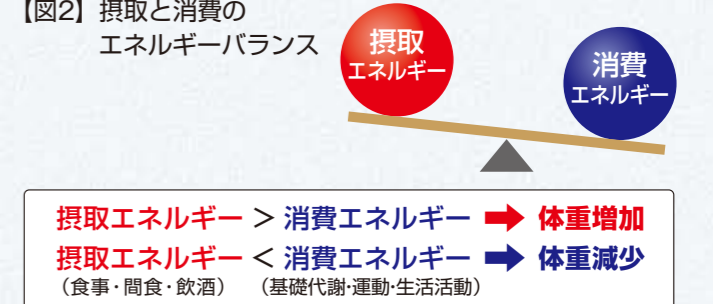 【図2】摂取と消費の
エネルギーバランス
摂取
エネルギー
消費
エネルギー
摂取エネルギー > 消費エネルギー ➡ 体重増加
摂取エネルギー < 消費エネルギー ➡ 体重減少
（食事・間食・飲酒） （基礎代謝・運動・生活活動）